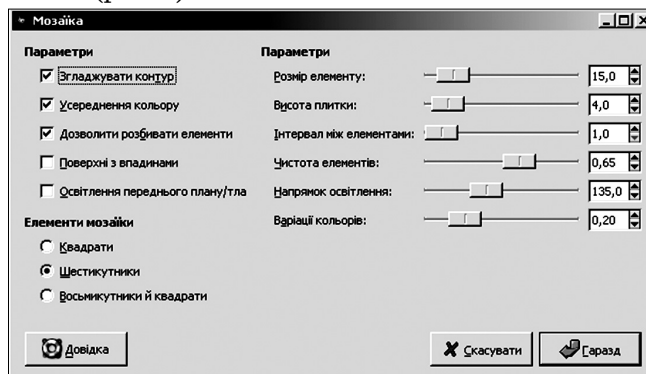 Мозаїка
Параметри
Згладжувати контур
Усереднення кольору
Дозволити розбивати елементи
Поверхні з впадинами
Освітлення переднього плану/тла
Елементи мозаїки
Квадрати
Шестикутники
Восьмикутники й квадрати
Параметри
Розмір елементу: 15,0
Висота плитки: 4,0
Інтервал між елементами: 1,0
Чистота елементів: 0,65
Напрямок освітлення: 135,0
Варіації кольорів: 0,20
Довідка
Скасувати
Гаразд